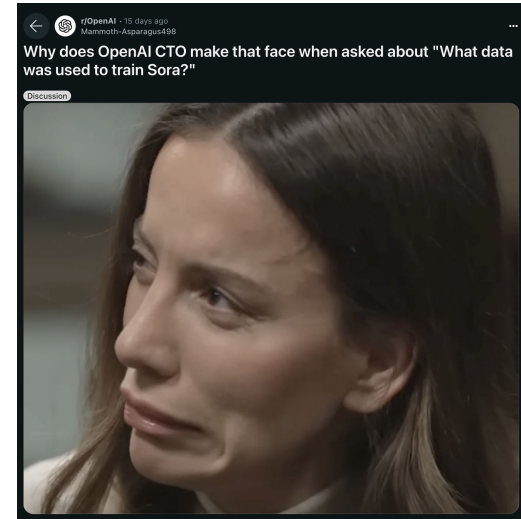 r/OpenAI · 15 days ago
Mammoth-Asparagus498
Why does OpenAI CTO make that face when asked about "What data
was used to train Sora?"
Discussion